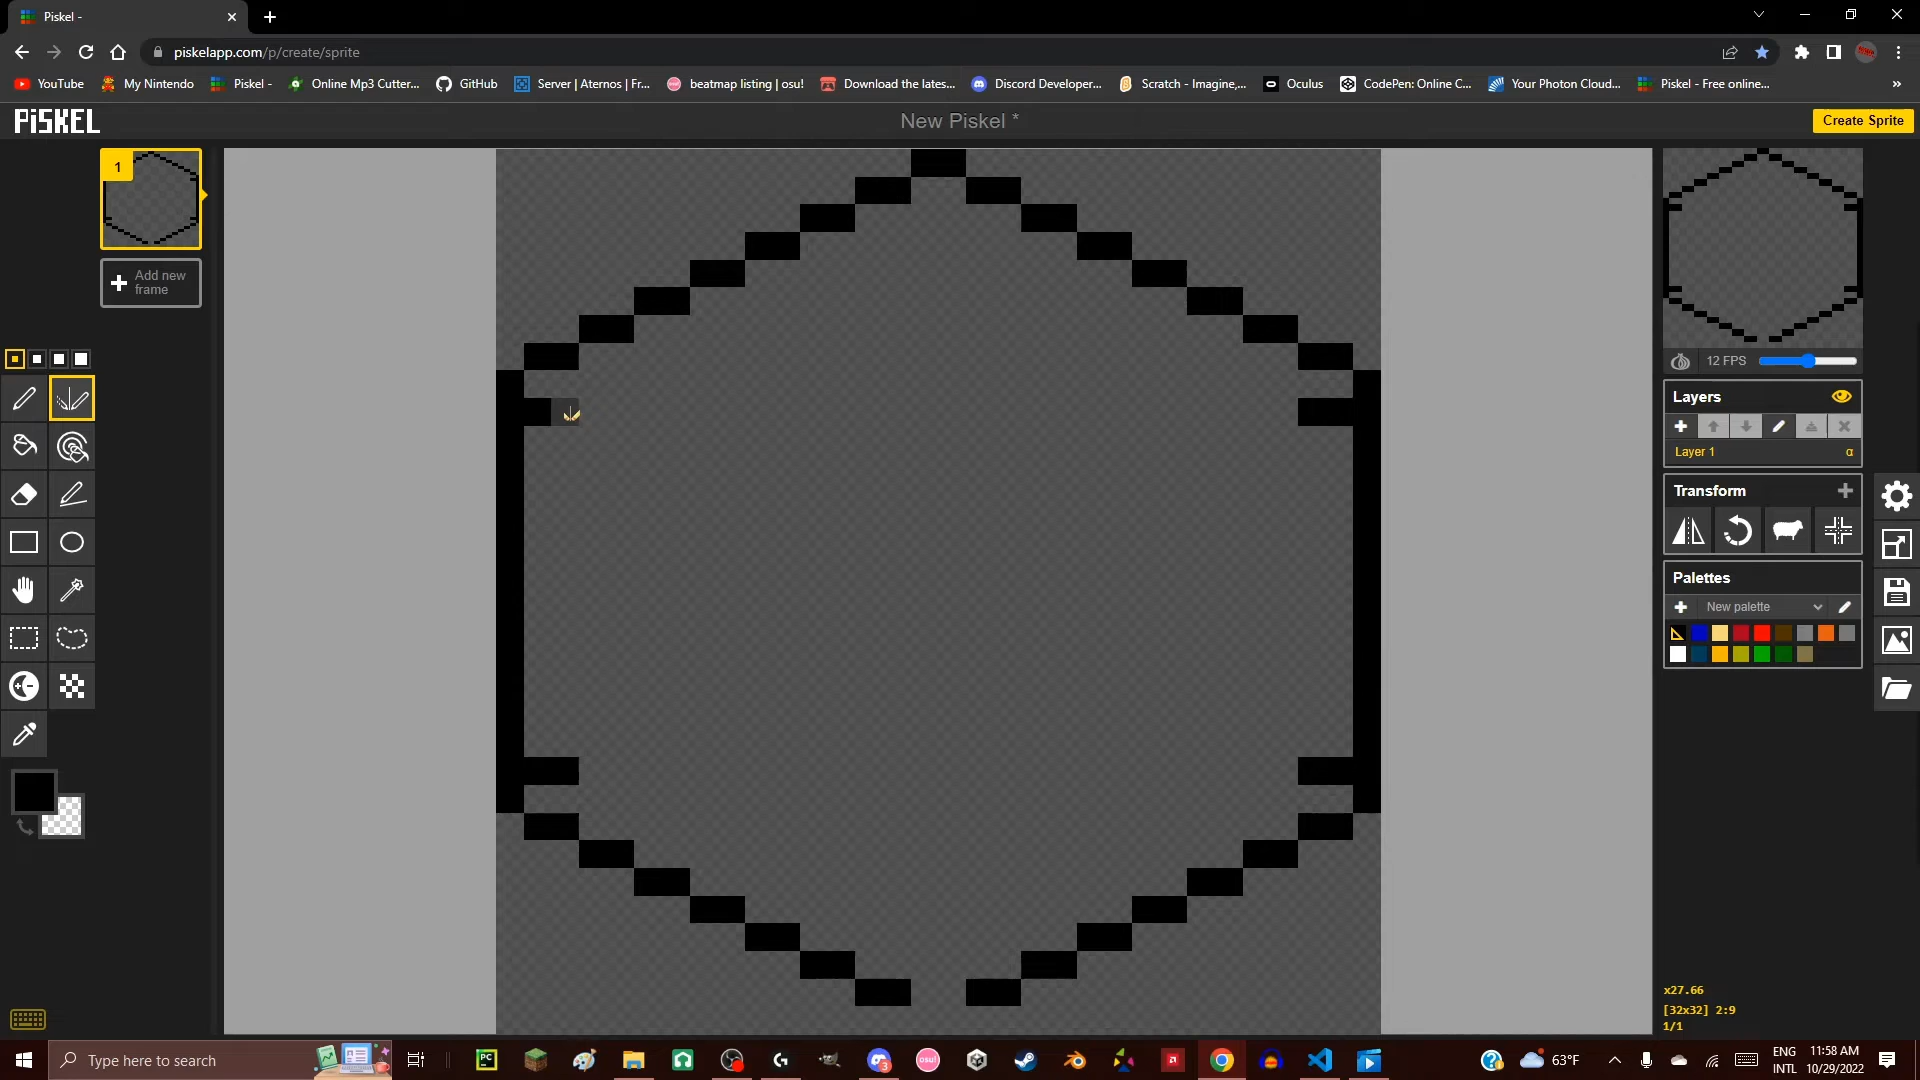 Piskel -
piskelapp.com/p/create/sprite
YouTube
My Nintendo
Piskel -
Online Mp3 Cutter...
GitHub
Server | Aternos | Fr...
beatmap listing | osu!
Download the lates...
Discord Developer...
Scratch - Imagine,...
Oculus
CodePen: Online C...
Your Photon Cloud...
Piskel - Free online...
»
PiSKEL
New Piskel *
Create Sprite
1
Add new
frame
12 FPS
Layers
Layer 1
α
Transform
Palettes
New palette
x27.66
[32x32] 2:9
1/1
Type here to search
PC
osu!
3
63°F
ENG
INTL
11:58 AM
10/29/2022